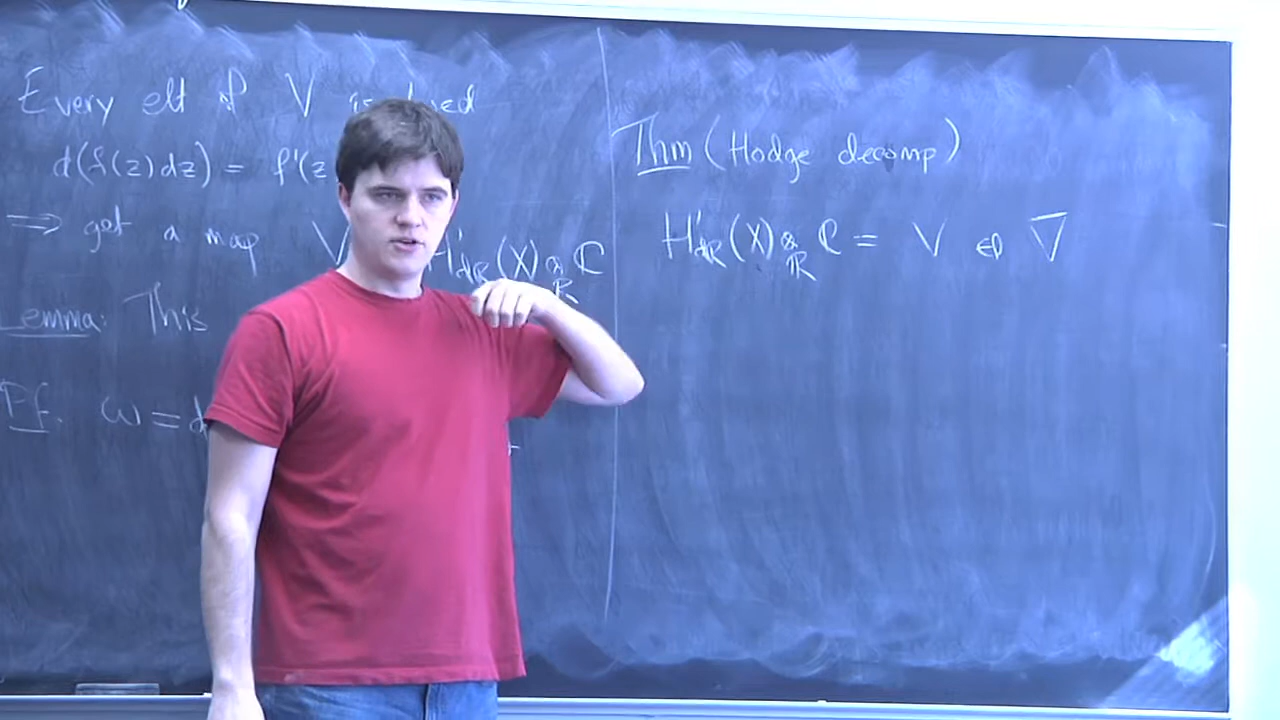 Every elt of V is closed
d(f(z)dz) = f'(z
⟹ get a map V H¹dR(X) ⊗ℝ ℂ
Lemma: This
Pf. ω = d
Thm (Hodge decomp)
H¹dR(X) ⊗ℝ ℂ = V ⊕ V̅